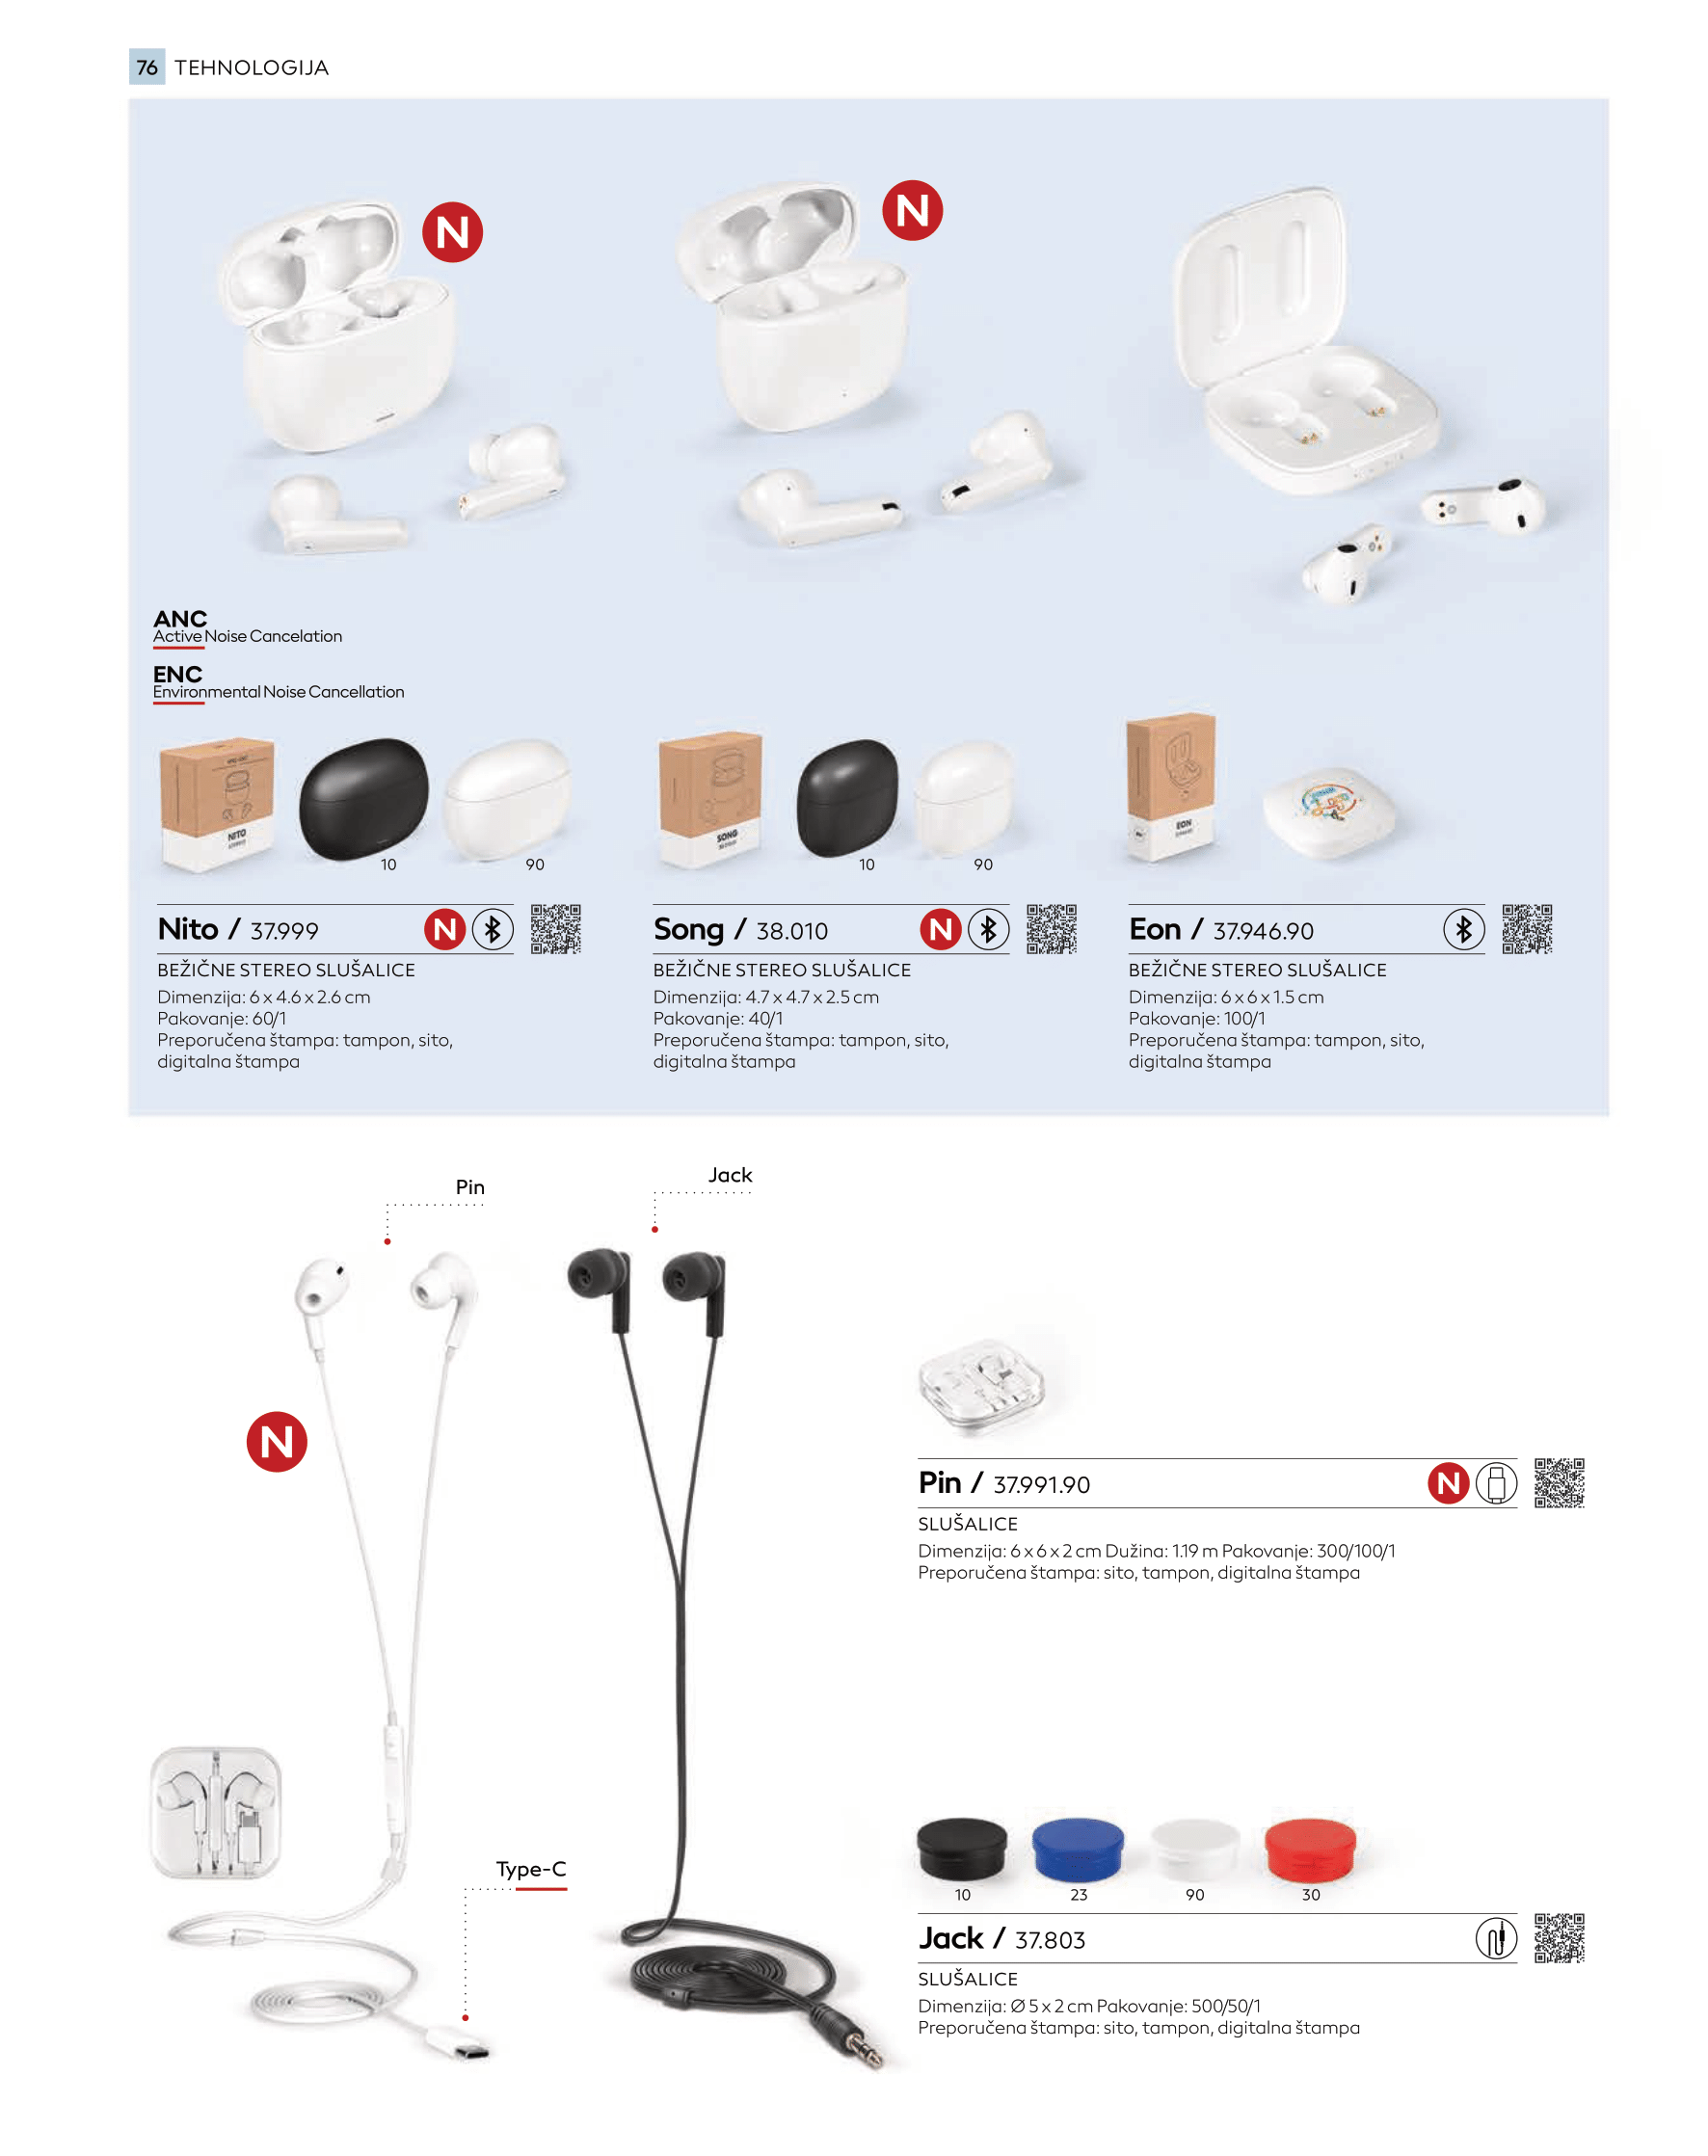 76 TEHNOLOGIJA
N
N
ANC
Active Noise Cancelation
ENC
Environmental Noise Cancellation
NITO
10
90
SONG
10
90
EON
Nito / 37.999 N
BEŽIČNE STEREO SLUŠALICE
Dimenzija: 6 x 4.6 x 2.6 cm
Pakovanje: 60/1
Preporučena štampa: tampon, sito,
digitalna štampa
Song / 38.010 N
BEŽIČNE STEREO SLUŠALICE
Dimenzija: 4.7 x 4.7 x 2.5 cm
Pakovanje: 40/1
Preporučena štampa: tampon, sito,
digitalna štampa
Eon / 37.946.90
BEŽIČNE STEREO SLUŠALICE
Dimenzija: 6 x 6 x 1.5 cm
Pakovanje: 100/1
Preporučena štampa: tampon, sito,
digitalna štampa
Pin
Jack
N
Type-C
Pin / 37.991.90 N
SLUŠALICE
Dimenzija: 6 x 6 x 2 cm Dužina: 1.19 m Pakovanje: 300/100/1
Preporučena štampa: sito, tampon, digitalna štampa
10
23
90
30
Jack / 37.803
SLUŠALICE
Dimenzija: Ø 5 x 2 cm Pakovanje: 500/50/1
Preporučena štampa: sito, tampon, digitalna štampa